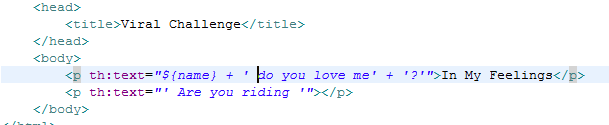 <head>
<title>Viral Challenge</title>
</head>
<body>
<p th:text="${name} + ' do you love me' + '?'">In My Feelings</p>
<p th:text="' Are you riding '"></p>
</body>
</html>